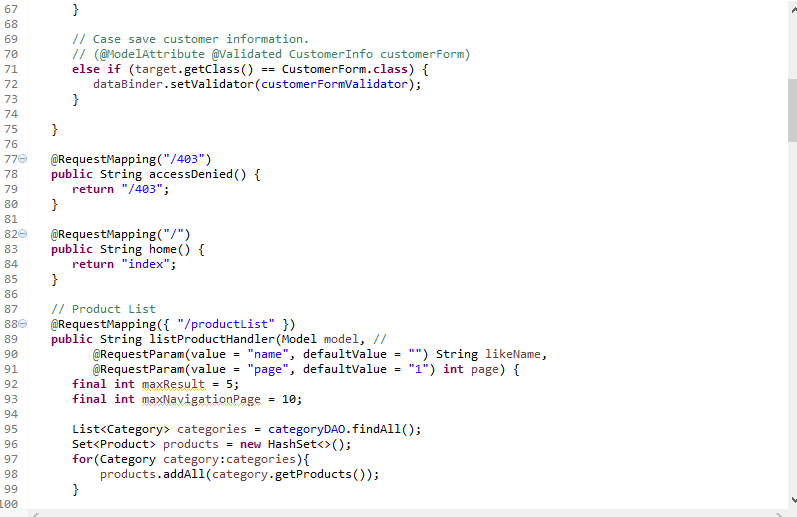 67       }
68
69       // Case save customer information.
70       // (@ModelAttribute @Validated CustomerInfo customerForm)
71       else if (target.getClass() == CustomerForm.class) {
72          dataBinder.setValidator(customerFormValidator);
73       }
74
75    }
76
77    @RequestMapping("/403")
78    public String accessDenied() {
79       return "/403";
80    }
81
82    @RequestMapping("/")
83    public String home() {
84       return "index";
85    }
86
87    // Product List
88    @RequestMapping({ "/productList" })
89    public String listProductHandler(Model model, //
90          @RequestParam(value = "name", defaultValue = "") String likeName,
91          @RequestParam(value = "page", defaultValue = "1") int page) {
92       final int maxResult = 5;
93       final int maxNavigationPage = 10;
94
95       List<Category> categories = categoryDAO.findAll();
96       Set<Product> products = new HashSet<>();
97       for(Category category:categories){
98           products.addAll(category.getProducts());
99       }
100